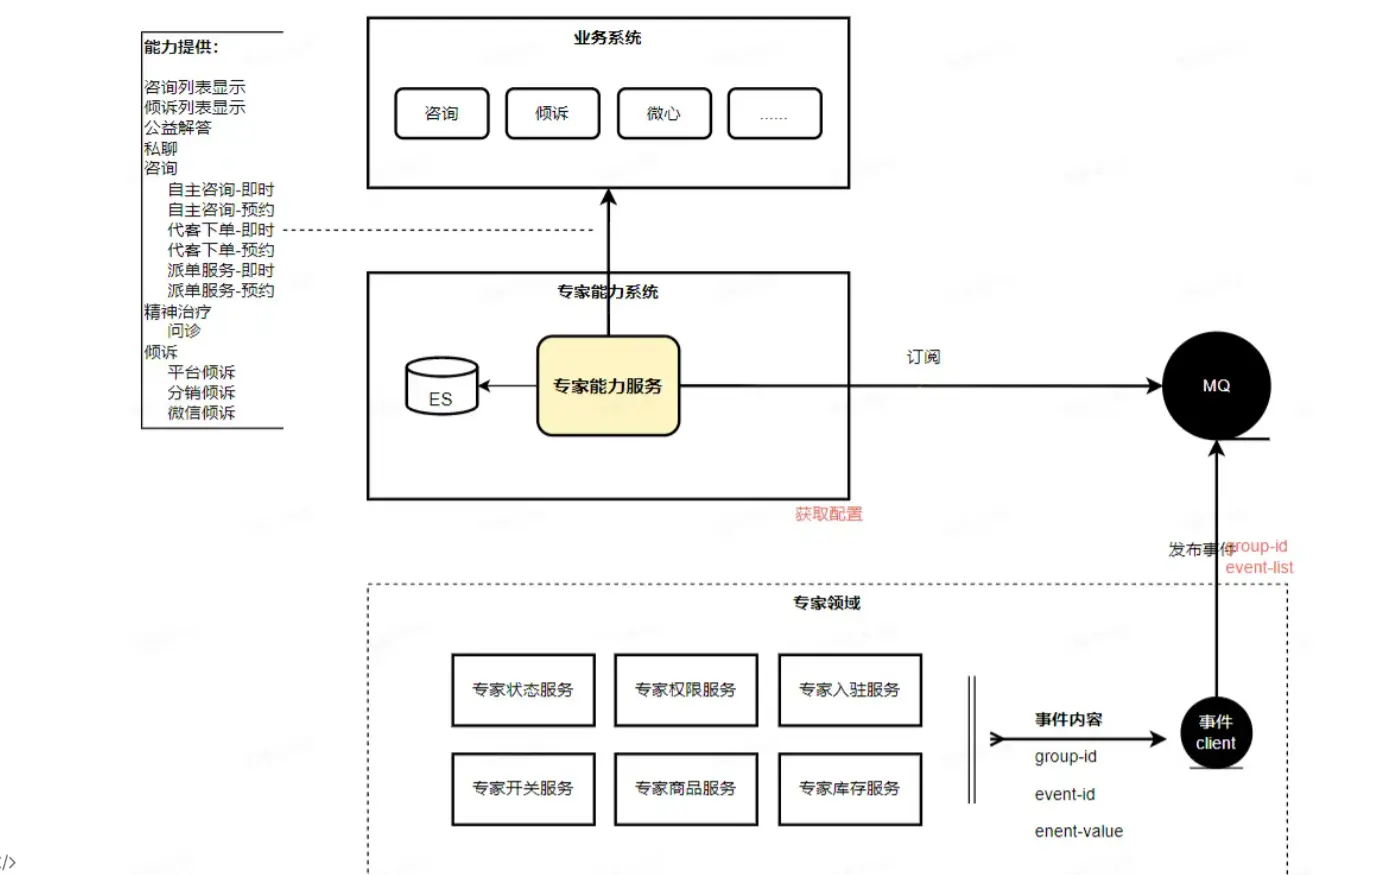 能力提供：
咨询列表显示
倾诉列表显示
公益解答
私聊
咨询
自主咨询-即时
自主咨询-预约
代客下单-即时
代客下单-预约
派单服务-即时
派单服务-预约
精神治疗
问诊
倾诉
平台倾诉
分销倾诉
微信倾诉
业务系统
咨询
倾诉
微心
......
专家能力系统
ES
专家能力服务
订阅
MQ
获取配置
发布事件
group-id
event-list
专家领域
专家状态服务
专家权限服务
专家入驻服务
专家开关服务
专家商品服务
专家库存服务
事件内容
group-id
event-id
enent-value
事件
client
/>